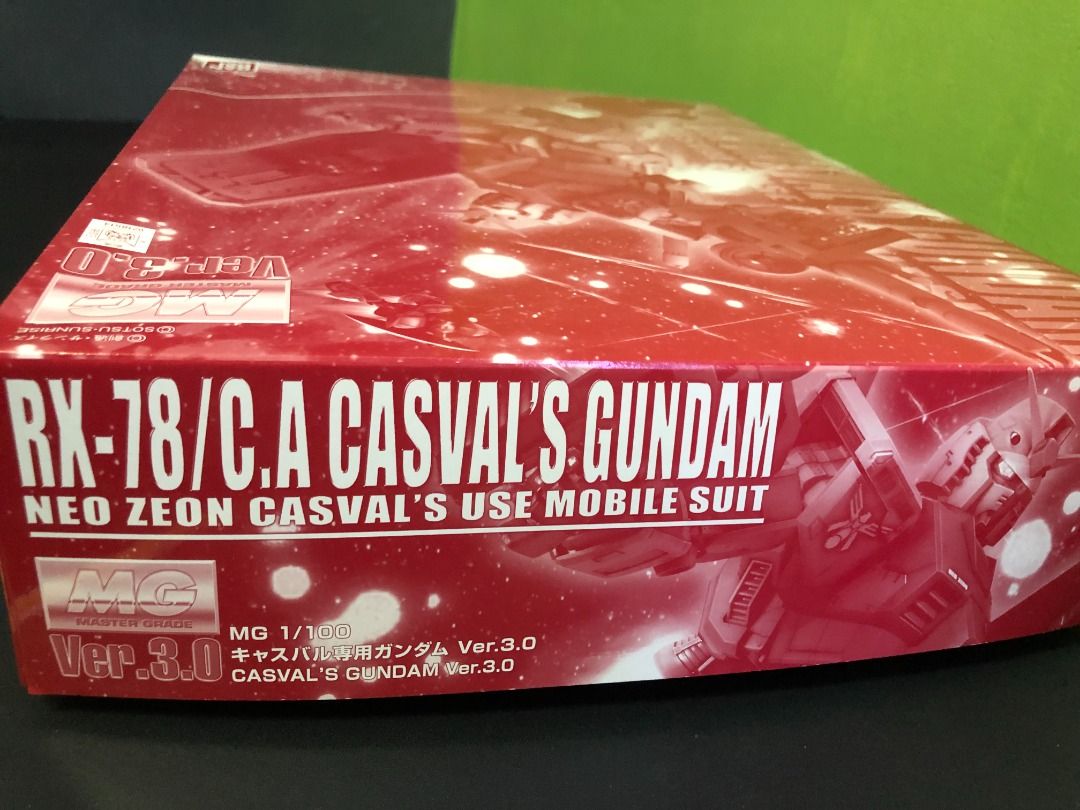 Ver.3.0
MG
MASTER GRADE
©創通・サンライズ
©SOTSU・SUNRISE
RX-78/C.A CASVAL'S GUNDAM
NEO ZEON CASVAL'S USE MOBILE SUIT
MG
MASTER GRADE
Ver.3.0
MG 1/100
キャスバル専用ガンダム Ver.3.0
CASVAL'S GUNDAM Ver.3.0